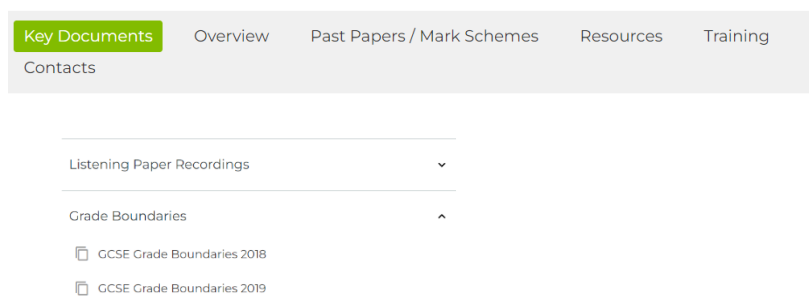 Key Documents Overview Past Papers / Mark Schemes Resources Training
Contacts
Listening Paper Recordings
Grade Boundaries
GCSE Grade Boundaries 2018
GCSE Grade Boundaries 2019